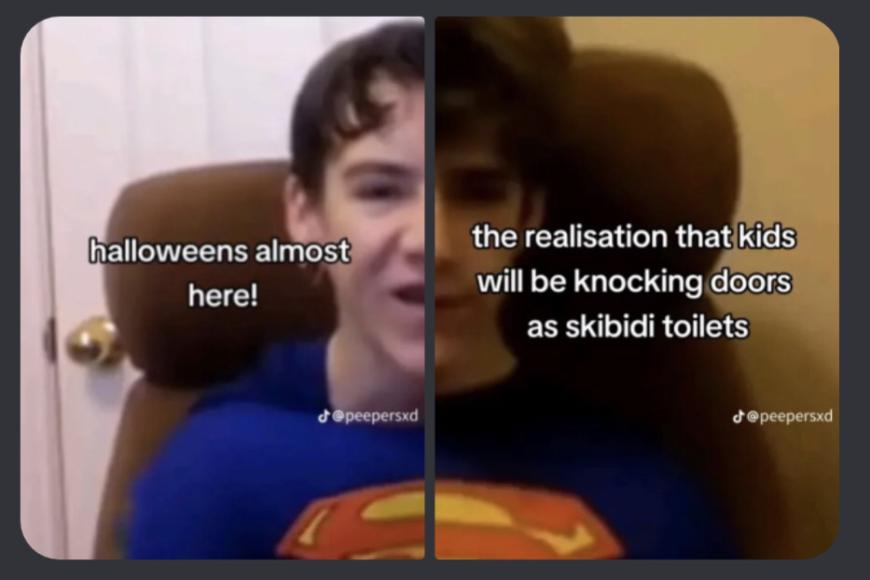 halloweens almost
here!
@peepersxd
the realisation that kids
will be knocking doors
as skibidi toilets
@peepersxd